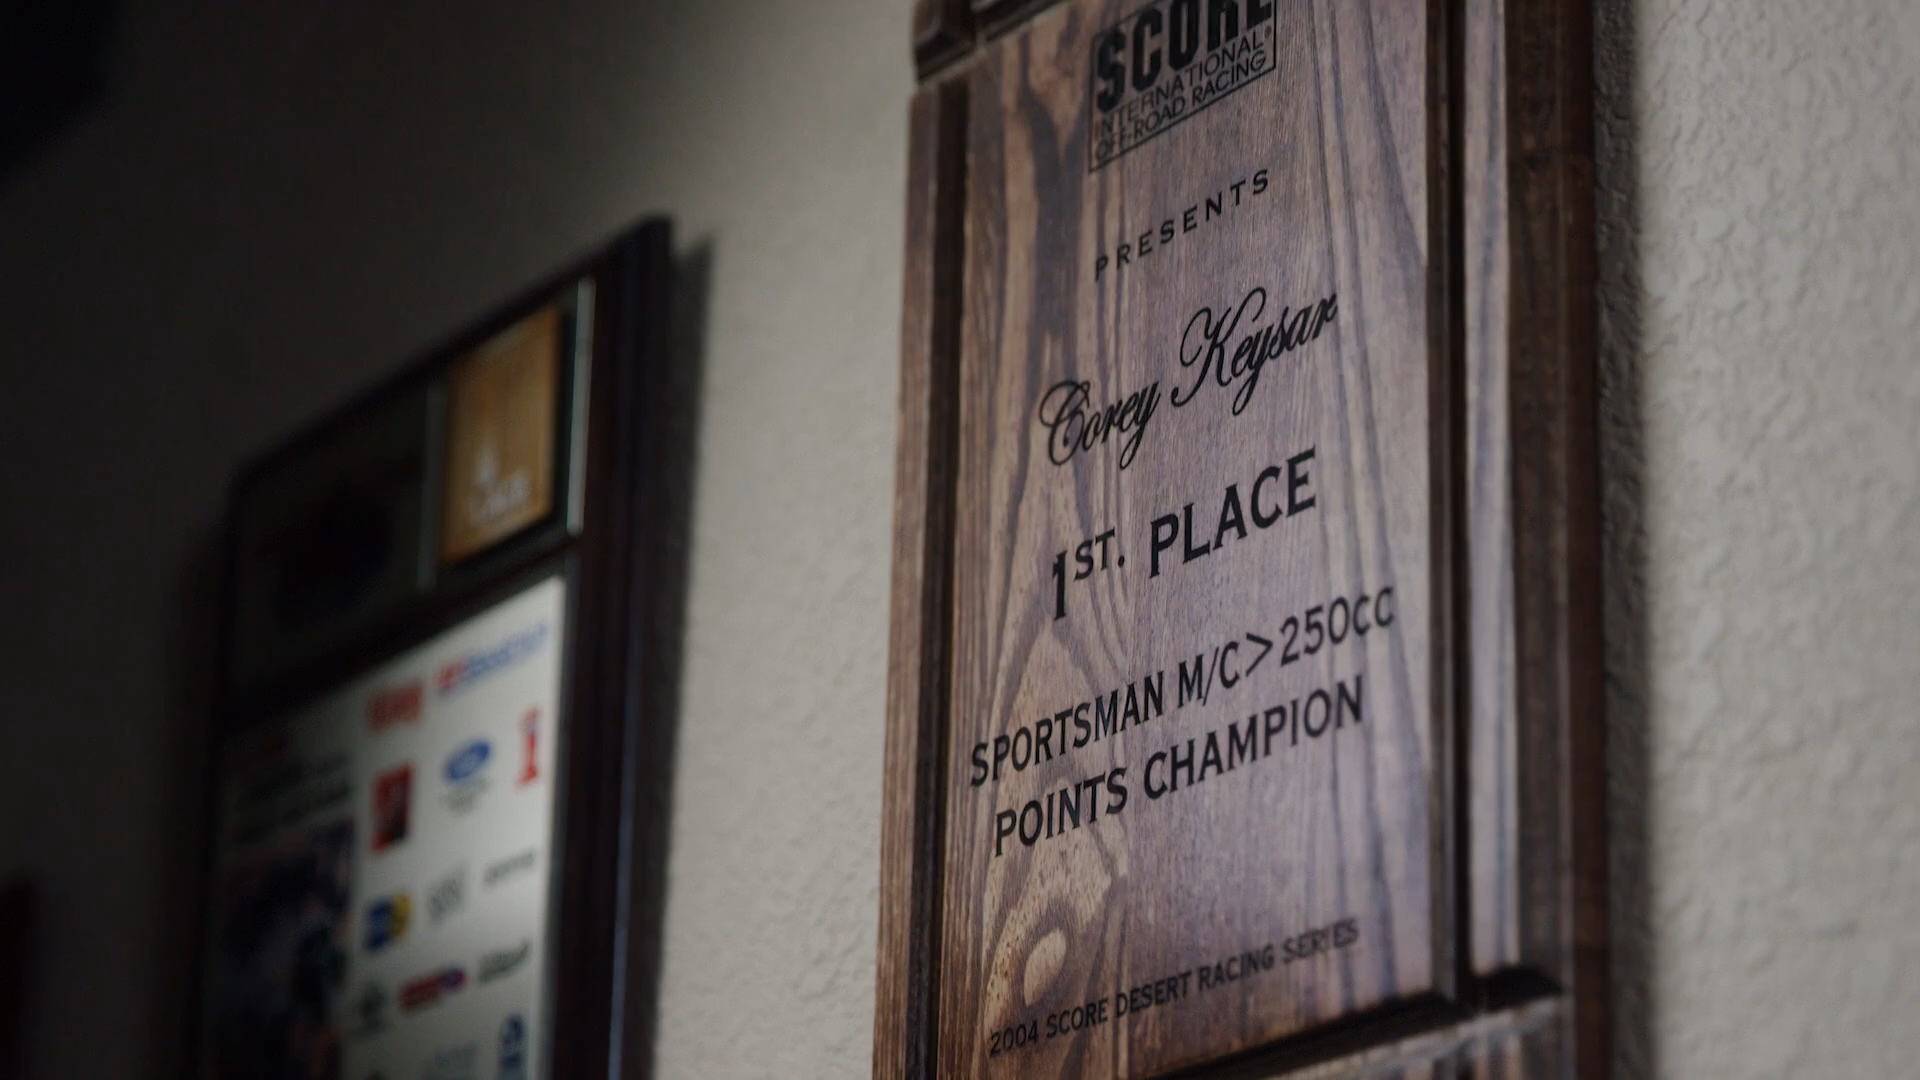 SCORE
INTERNATIONAL®
OFF-ROAD RACING
PRESENTS
Corey Keysar
1ST. PLACE
SPORTSMAN M/C>250CC
POINTS CHAMPION
2004 SCORE DESERT RACING SERIES
Ford